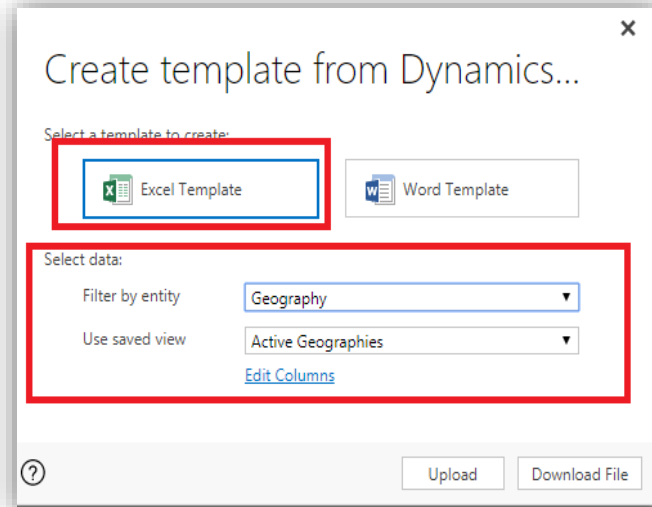 Create template from Dynamics...
Select a template to create:
Excel Template Word Template
Select data:
Filter by entity Geography
Use saved view Active Geographies
Edit Columns
Upload Download File